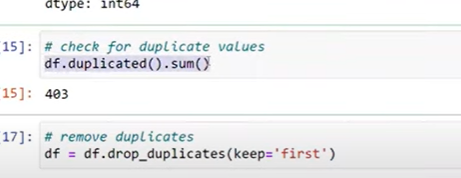 dtype: int64
15]: # check for duplicate values
df.duplicated().sum()
15]: 403
17]: # remove duplicates
df = df.drop_duplicates(keep='first')